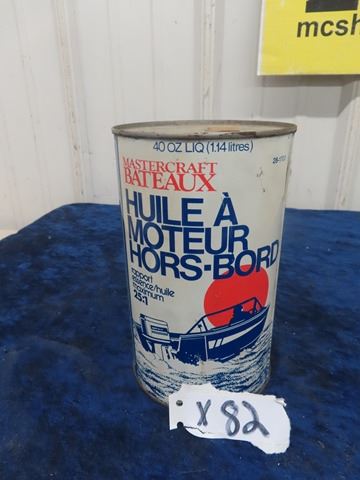 mcsh
40 OZ LIQ (1.14 litres)
MASTERCRAFT
BATEAUX
HUILE À
MOTEUR
HORS-BORD
rapport
essence/huile
maximum
25:1
X 82